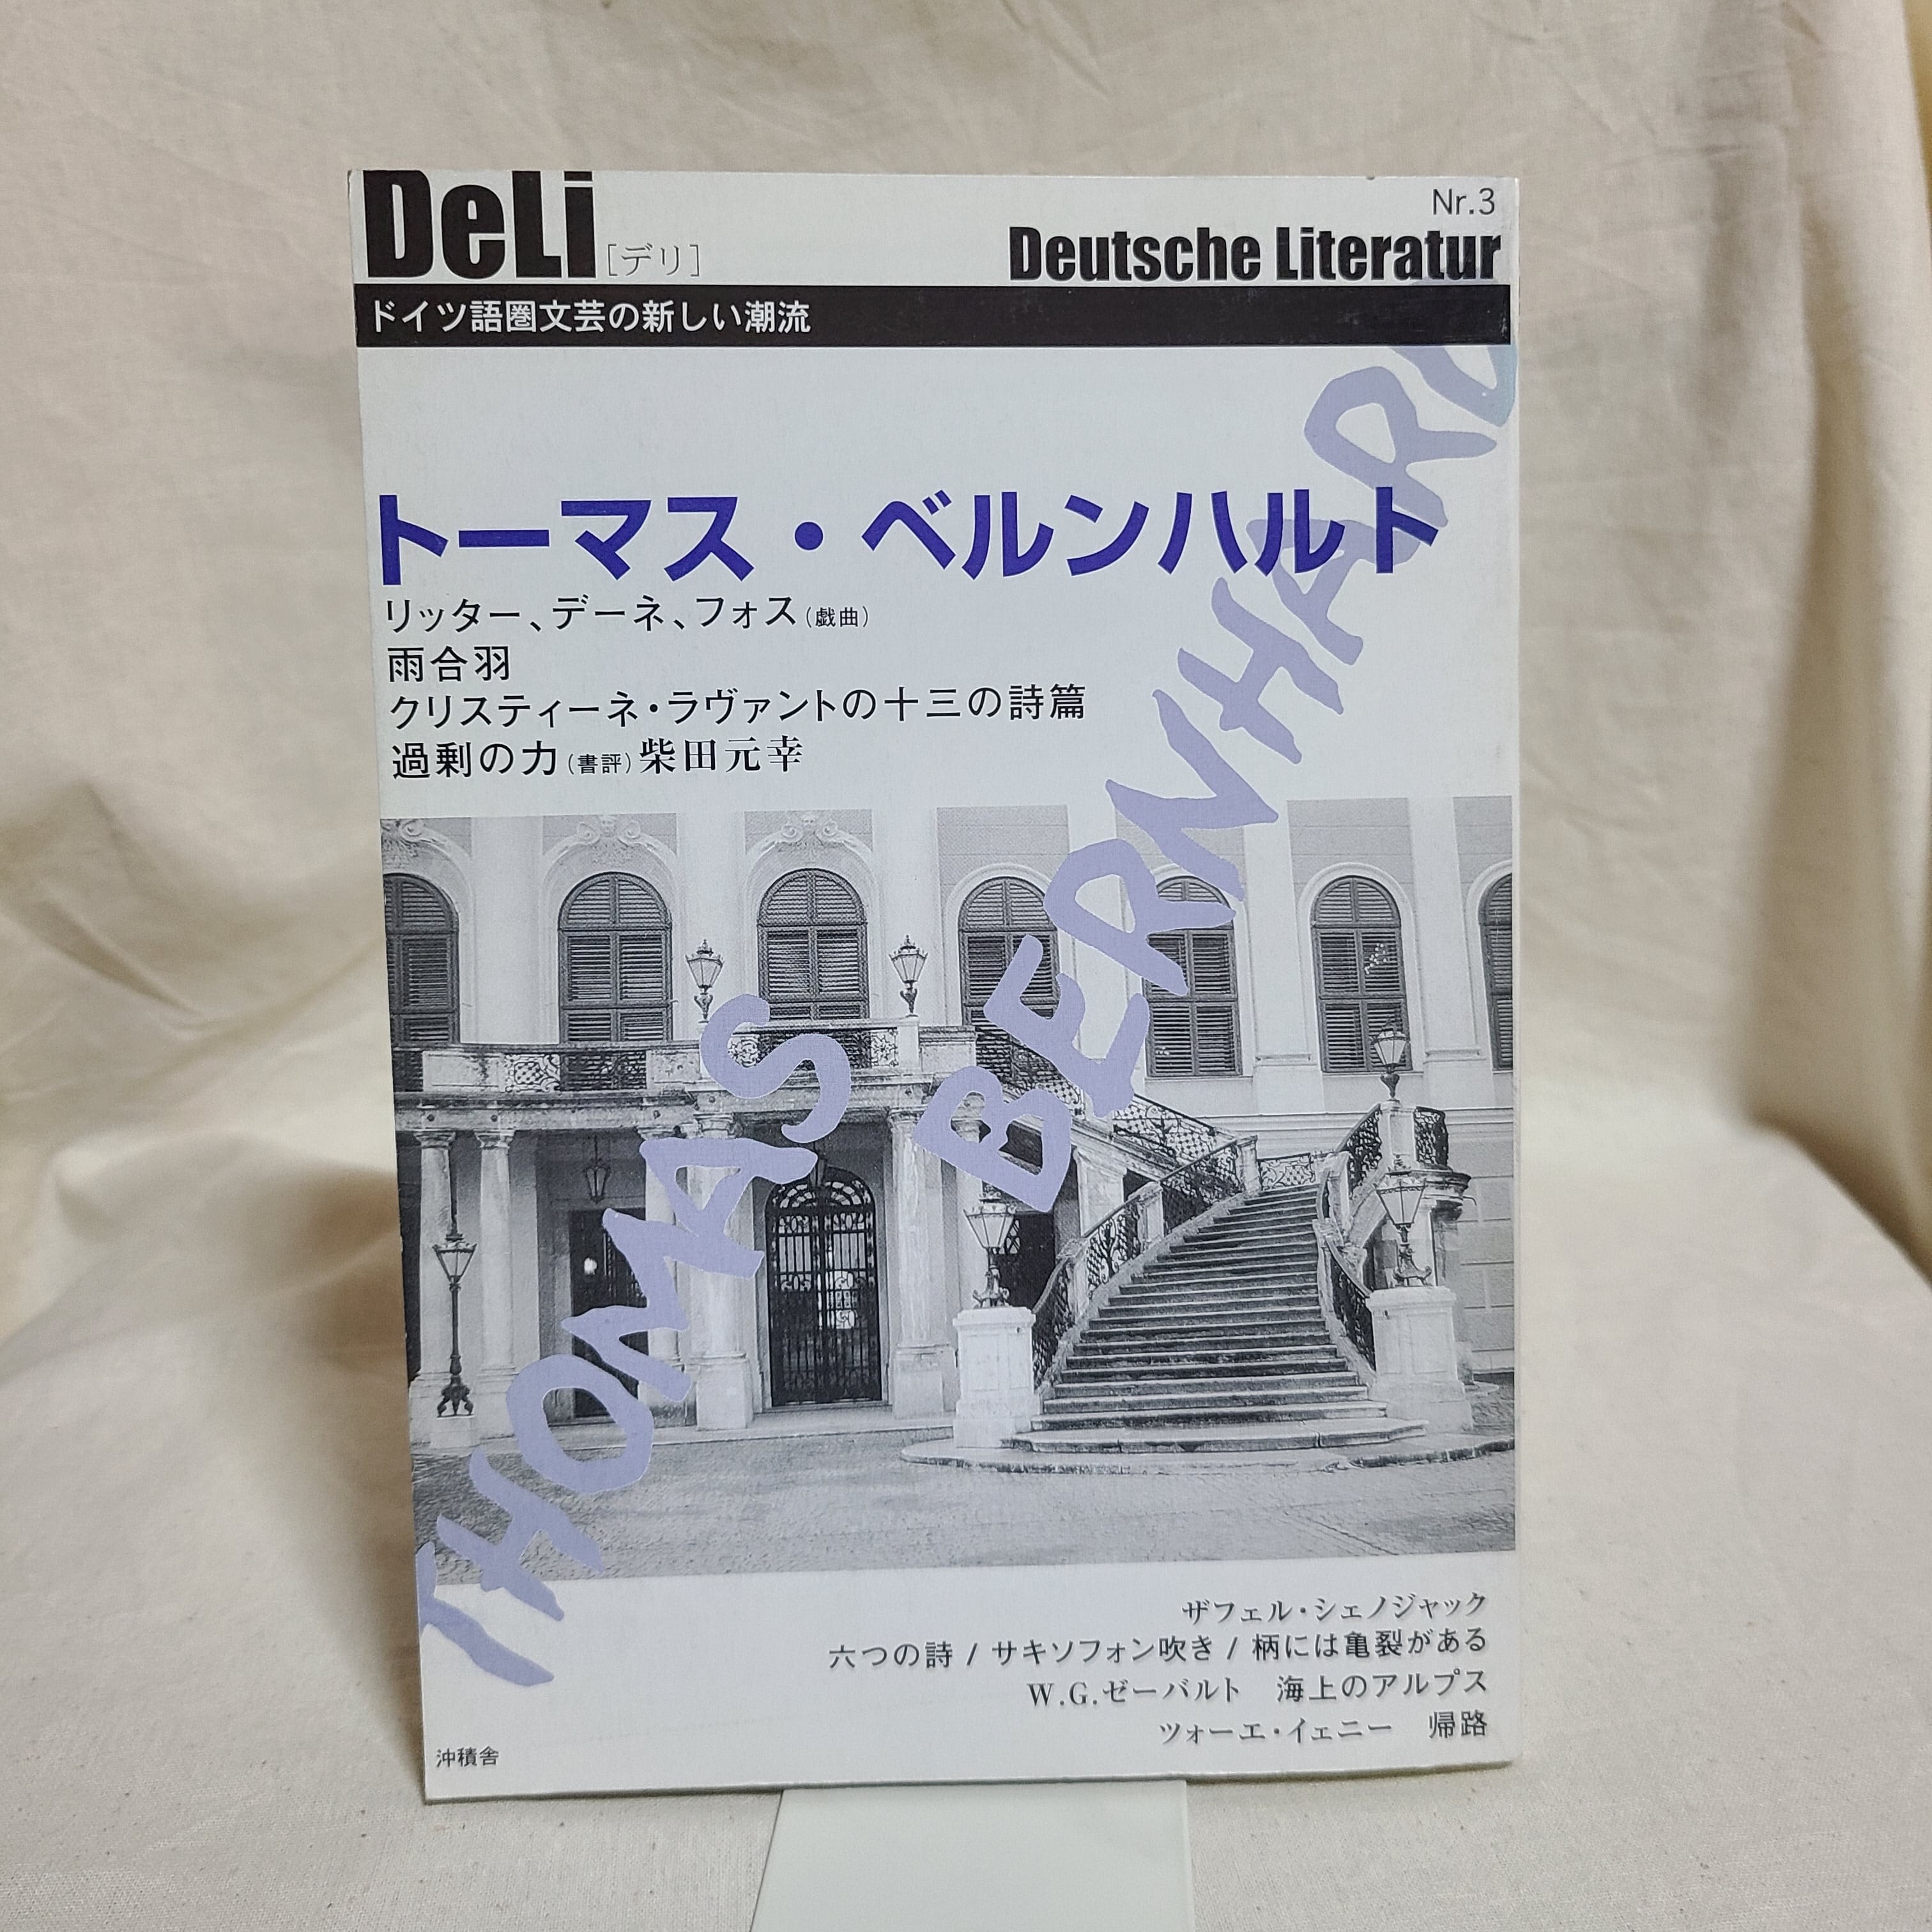 DeLi [デリ]
Nr.3
Deutsche Literatur
ドイツ語圏文芸の新しい潮流
トーマス・ベルンハルト
リッター、デーネ、フォス(戯曲)
雨合羽
クリスティーネ・ラヴァントの十三の詩篇
過剰の力(書評)柴田元幸
THOMAS BERNHARD
ザフェル・シェノジャック
六つの詩 / サキソフォン吹き / 柄には亀裂がある
W.G.ゼーバルト 海上のアルプス
ツォーエ・イェニー 帰路
沖積舎